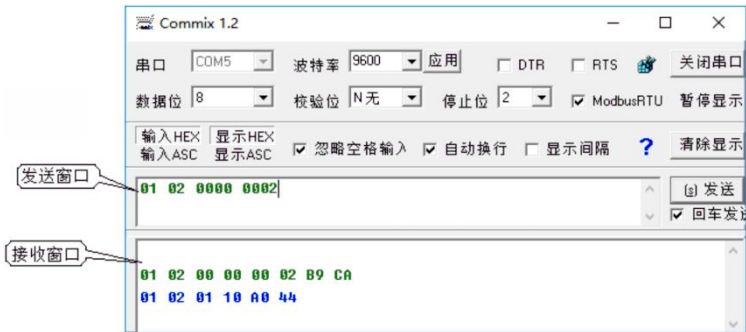 Commix 1.2
串口 COM5 波特率 9600 应用 DTR RTS 关闭串口
数据位 8 校验位 N无 停止位 2 ModbusRTU 暂停显示
输入HEX 显示HEX
输入ASC 显示ASC 忽略空格输入 自动换行 显示间隔 ? 清除显示
发送窗口
01 02 0000 0002
(s) 发送
回车发送
接收窗口
01 02 00 00 00 02 B9 CA
01 02 01 10 A0 44